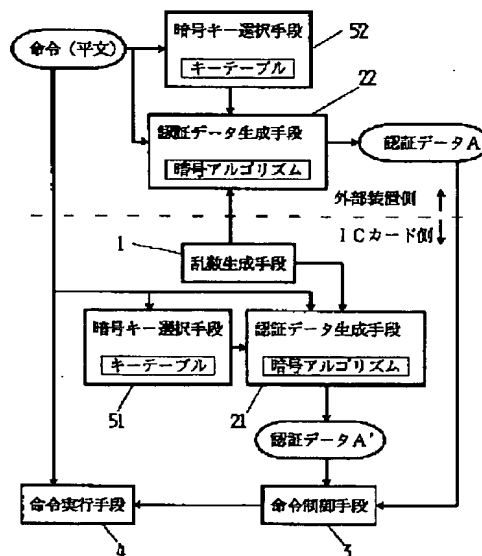 暗号キー選択手段
52
命令（平文）
キーテーブル
22
認証データ生成手段
認証データA
暗号アルゴリズム
外部装置側
ICカード側
1
乱数生成手段
暗号キー選択手段
認証データ生成手段
キーテーブル
暗号アルゴリズム
51
21
認証データA'
命令実行手段
命令制御手段
4
3